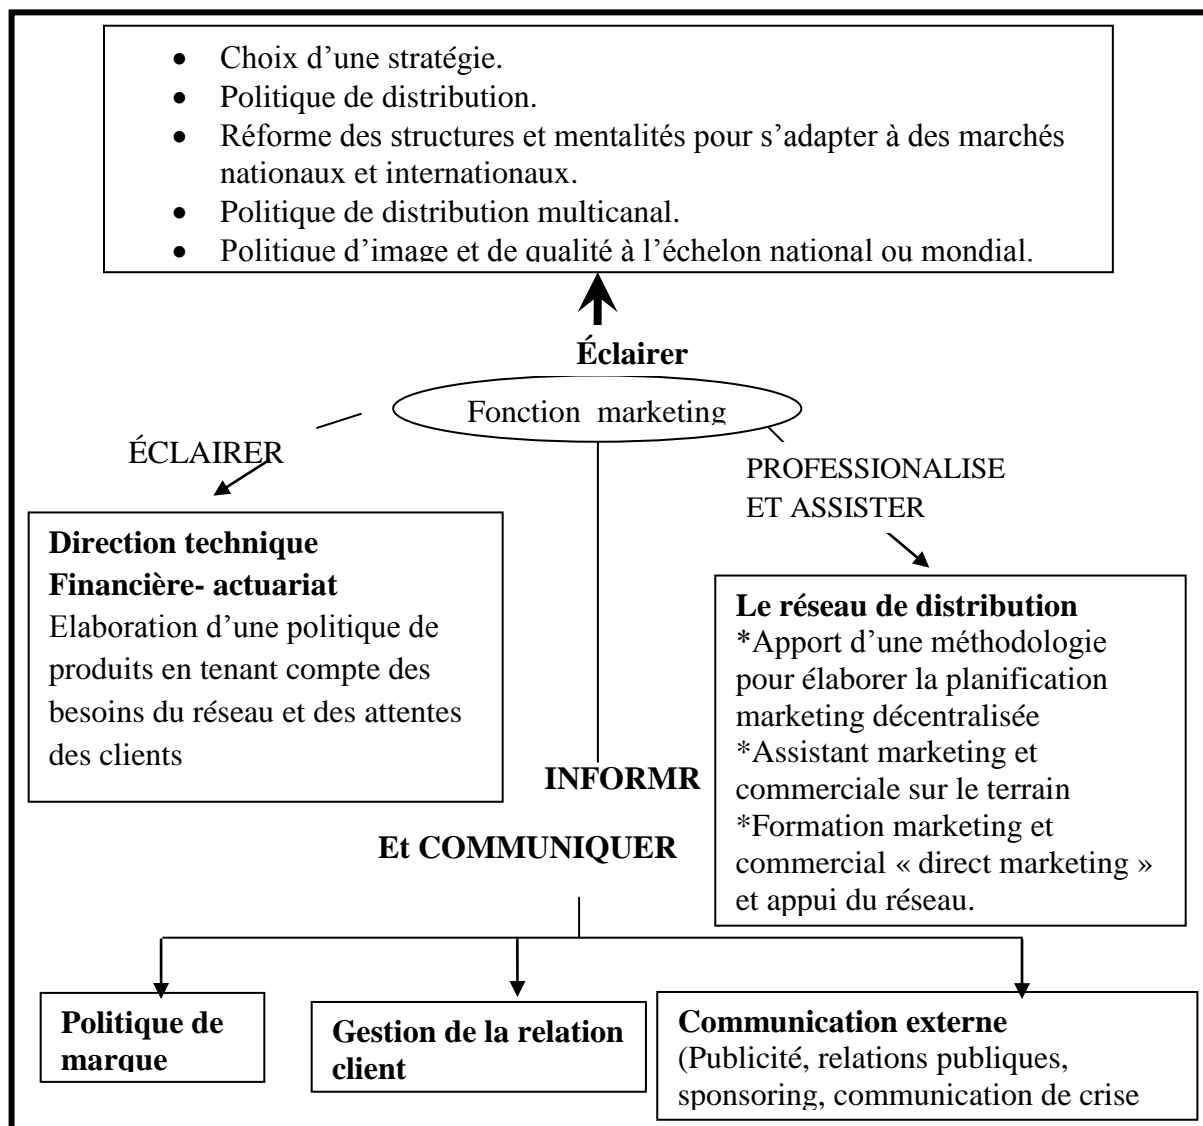 • Choix d’une stratégie.
• Politique de distribution.
• Réforme des structures et mentalités pour s’adapter à des marchés
nationaux et internationaux.
• Politique de distribution multicanal.
• Politique d’image et de qualité à l’échelon national ou mondial.
Éclairer
Fonction marketing
ÉCLAIRER
PROFESSIONALISE
ET ASSISTER
Direction technique
Financière- actuariat
Elaboration d’une politique de
produits en tenant compte des
besoins du réseau et des attentes
des clients
Le réseau de distribution
*Apport d’une méthodologie
pour élaborer la planification
marketing décentralisée
*Assistant marketing et
commerciale sur le terrain
*Formation marketing et
commercial « direct marketing »
et appui du réseau.
INFORMR
Et COMMUNIQUER
Politique de
marque
Gestion de la relation
client
Communication externe
(Publicité, relations publiques,
sponsoring, communication de crise